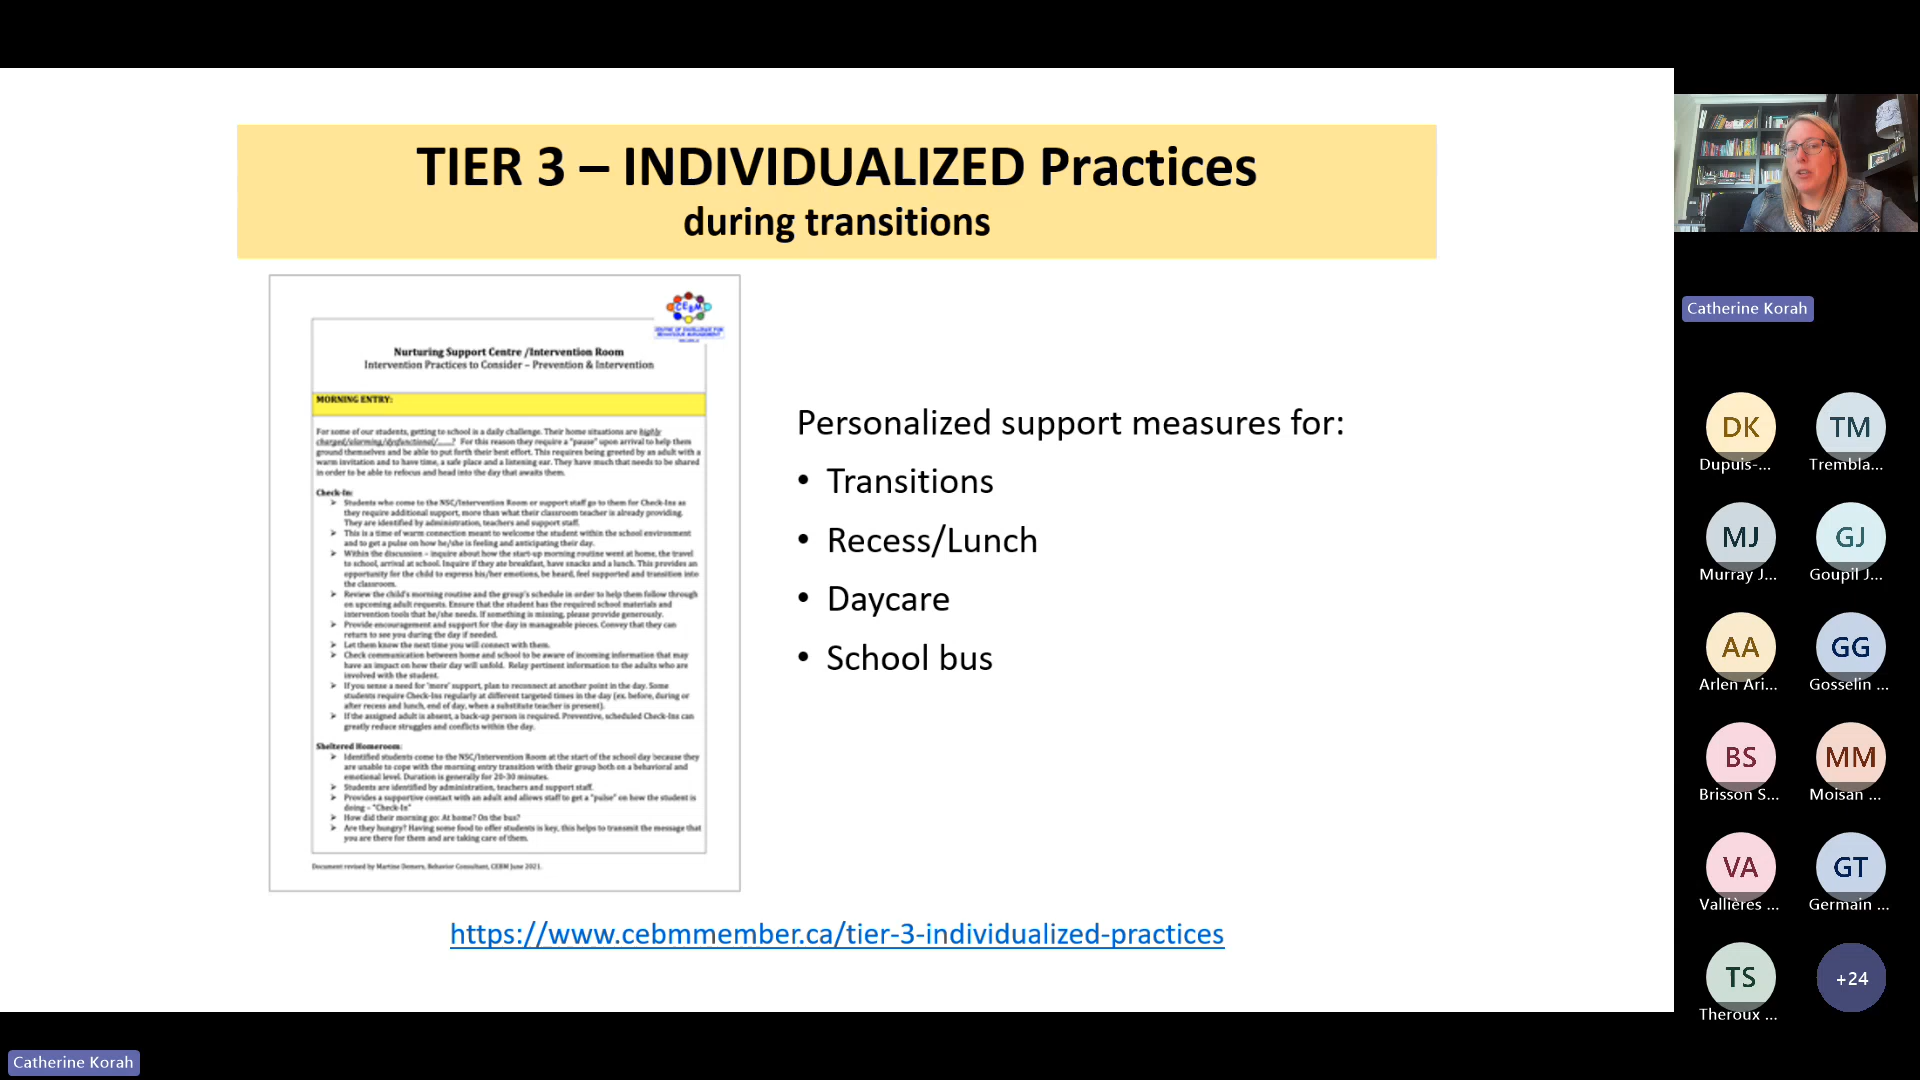 TIER 3 – INDIVIDUALIZED Practices
during transitions
CEBM
CENTRE OF EXCELLENCE FOR
BEHAVIOUR MANAGEMENT
Nurturing Support Centre /Intervention Room
Intervention Practices to Consider – Prevention & Intervention
MORNING ENTRY:
For some of our students, getting to school is a daily challenge. Their home situations are highly
charged/alarming/dysfunctional/.......? For this reason they require a "pause" upon arrival to help them
ground themselves and be able to put forth their best effort. This requires being greeted by an adult with a
warm invitation and to have time, a safe place and a listening ear. They have much that needs to be shared
in order to be able to refocus and head into the day that awaits them.
Check-In:
➤ Students who come to the NSC/Intervention Room or support staff go to them for Check-Ins as
they require additional support, more than what their classroom teacher is already providing.
They are identified by administration, teachers and support staff.
➤ This is a time of warm connection meant to welcome the student within the school environment
and to get a pulse on how he/she is feeling and anticipating their day.
➤ Within the discussion – inquire about how the start-up morning routine went at home, the travel
to school, arrival at school. Inquire if they ate breakfast, have snacks and a lunch. This provides an
opportunity for the child to express his/her emotions, be heard, feel supported and transition into
the classroom.
➤ Review the child's morning routine and the group's schedule in order to help them follow through
on upcoming adult requests. Ensure that the student has the required school materials and
intervention tools that he/she needs. If something is missing, please provide generously.
➤ Provide encouragement and support for the day in manageable pieces. Convey that they can
return to see you during the day if needed.
➤ Let them know the next time you will connect with them.
➤ Check communication between home and school to be aware of incoming information that may
have an impact on how their day will unfold. Relay pertinent information to the adults who are
involved with the student.
➤ If you sense a need for 'more' support, plan to reconnect at another point in the day. Some
students require Check-Ins regularly at different targeted times in the day (ex. before, during or
after recess and lunch, end of day, when a substitute teacher is present).
➤ If the assigned adult is absent, a back-up person is required. Preventive, scheduled Check-Ins can
greatly reduce struggles and conflicts within the day.
Sheltered Homeroom:
➤ Identified students come to the NSC/Intervention Room at the start of the school day because they
are unable to cope with the morning entry transition with their group both on a behavioral and
emotional level. Duration is generally for 20-30 minutes.
➤ Students are identified by administration, teachers and support staff.
➤ Provides a supportive contact with an adult and allows staff to get a "pulse" on how the student is
doing – "Check-In"
➤ How did their morning go: At home? On the bus?
➤ Are they hungry? Having some food to offer students is key, this helps to transmit the message that
you are there for them and are taking care of them.
Document revised by Martine Demers, Behavior Consultant, CEBM June 2021.
Personalized support measures for:
• Transitions
• Recess/Lunch
• Daycare
• School bus
https://www.cebmmember.ca/tier-3-individualized-practices
Catherine Korah
DK
Dupuis-...
TM
Trembla...
MJ
Murray J...
GJ
Goupil J...
AA
Arlen Ari...
GG
Gosselin ...
BS
Brisson S...
MM
Moisan ...
VA
Vallières ...
GT
Germain ...
TS
Theroux ...
+24
Catherine Korah